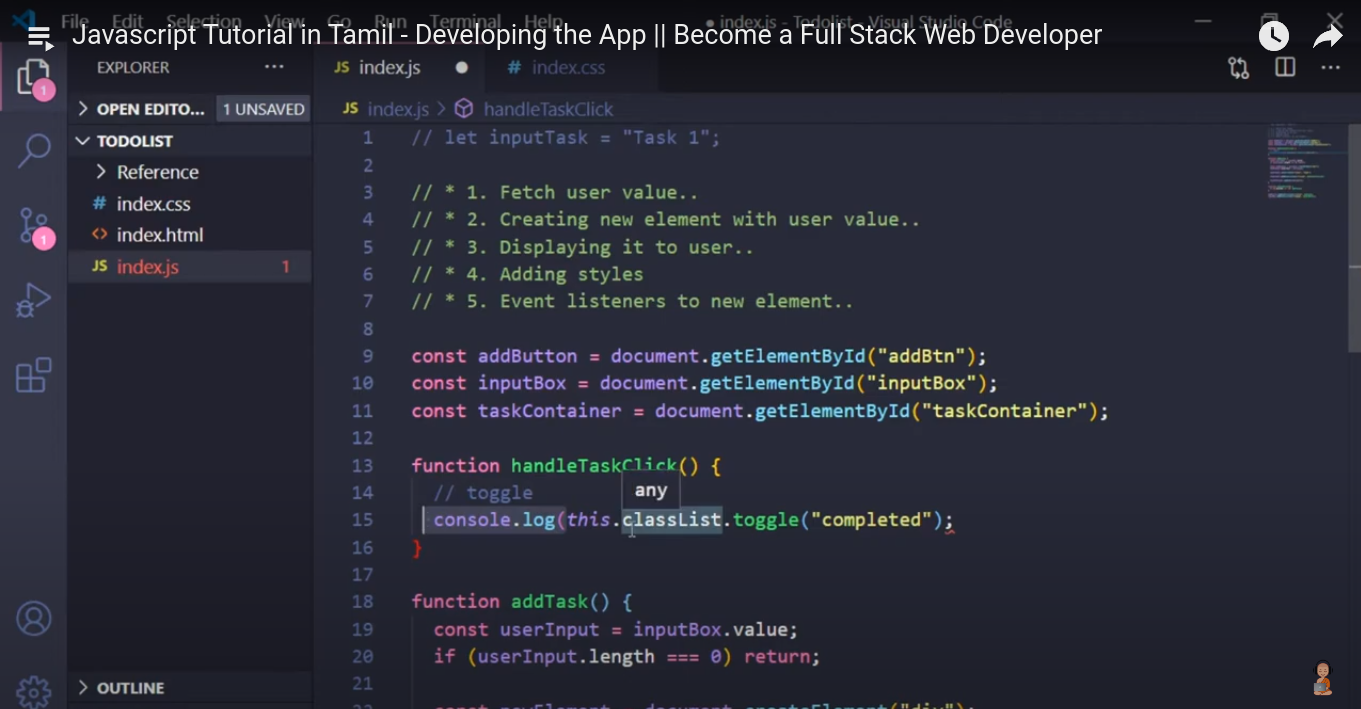 File Edit Selection View Go Run Terminal Help
● index.js - Todolist - Visual Studio Code
Javascript Tutorial in Tamil - Developing the App || Become a Full Stack Web Developer
EXPLORER ...
JS index.js ●
# index.css
1
OPEN EDITO... 1 UNSAVED
JS index.js > handleTaskClick
TODOLIST
Reference
# index.css
<> index.html
JS index.js 1
1
OUTLINE
1 // let inputTask = "Task 1";
2
3 // * 1. Fetch user value..
4 // * 2. Creating new element with user value..
5 // * 3. Displaying it to user..
6 // * 4. Adding styles
7 // * 5. Event listeners to new element..
8
9 const addButton = document.getElementById("addBtn");
10 const inputBox = document.getElementById("inputBox");
11 const taskContainer = document.getElementById("taskContainer");
12
13 function handleTaskClick() {
14 // toggle
any
15 console.log(this.classList.toggle("completed");
16 }
17
18 function addTask() {
19 const userInput = inputBox.value;
20 if (userInput.length === 0) return;
21
22 const newElement = document.createElement("div");